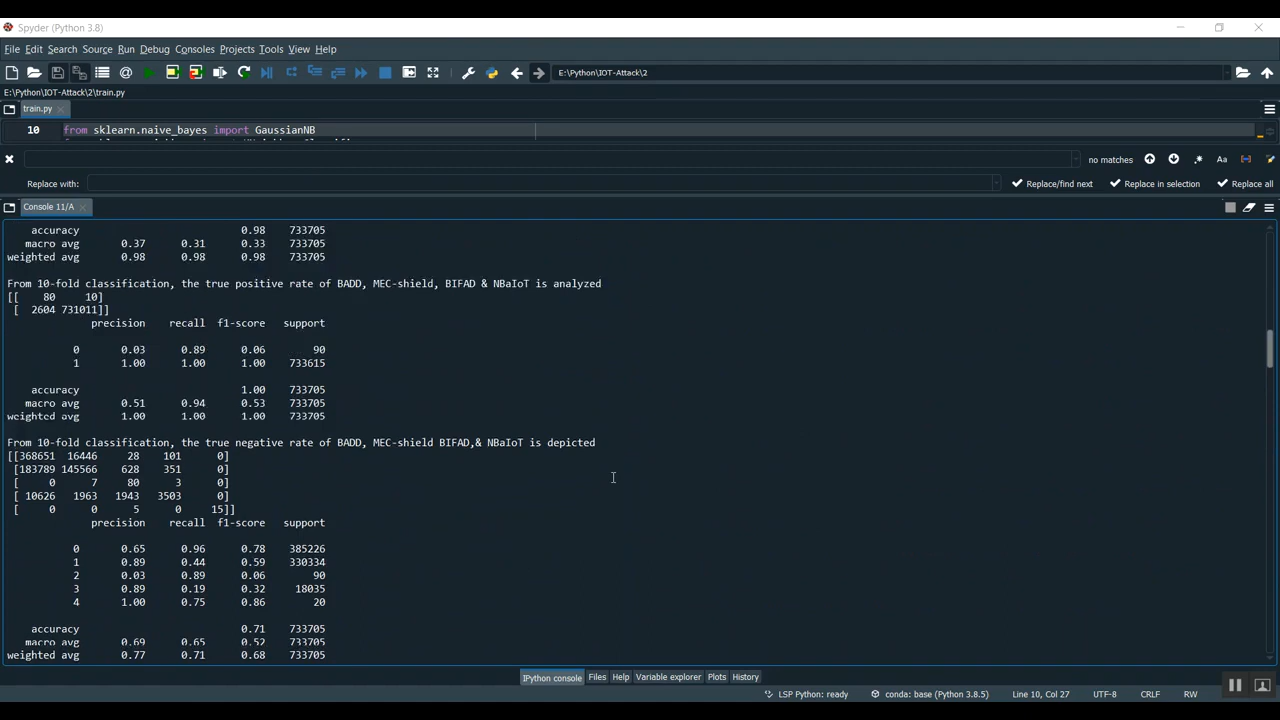 Spyder (Python 3.8)
File Edit Search Source Run Debug Consoles Projects Tools View Help
E:\Python\IOT-Attack\2
E:\Python\IOT-Attack\2\train.py
train.py
10 from sklearn.naive_bayes import GaussianNB
no matches Aa
Replace with: Replace/find next Replace in selection Replace all
Console 11/A
accuracy 0.98 733705
macro avg 0.37 0.31 0.33 733705
weighted avg 0.98 0.98 0.98 733705
From 10-fold classification, the true positive rate of BADD, MEC-shield, BIFAD & NBaIoT is analyzed
[[ 80 10]
[ 2604 731011]]
precision recall f1-score support
0 0.03 0.89 0.06 90
1 1.00 1.00 1.00 733615
accuracy 1.00 733705
macro avg 0.51 0.94 0.53 733705
weighted avg 1.00 1.00 1.00 733705
From 10-fold classification, the true negative rate of BADD, MEC-shield BIFAD,& NBaIoT is depicted
[[368651 16446 28 101 0]
[183789 145566 628 351 0]
[ 0 7 80 3 0]
[ 10626 1963 1943 3503 0]
[ 0 0 5 0 15]]
precision recall f1-score support
0 0.65 0.96 0.78 385226
1 0.89 0.44 0.59 330334
2 0.03 0.89 0.06 90
3 0.89 0.19 0.32 18035
4 1.00 0.75 0.86 20
accuracy 0.71 733705
macro avg 0.69 0.65 0.52 733705
weighted avg 0.77 0.71 0.68 733705
IPython console Files Help Variable explorer Plots History
LSP Python: ready conda: base (Python 3.8.5) Line 10, Col 27 UTF-8 CRLF RW